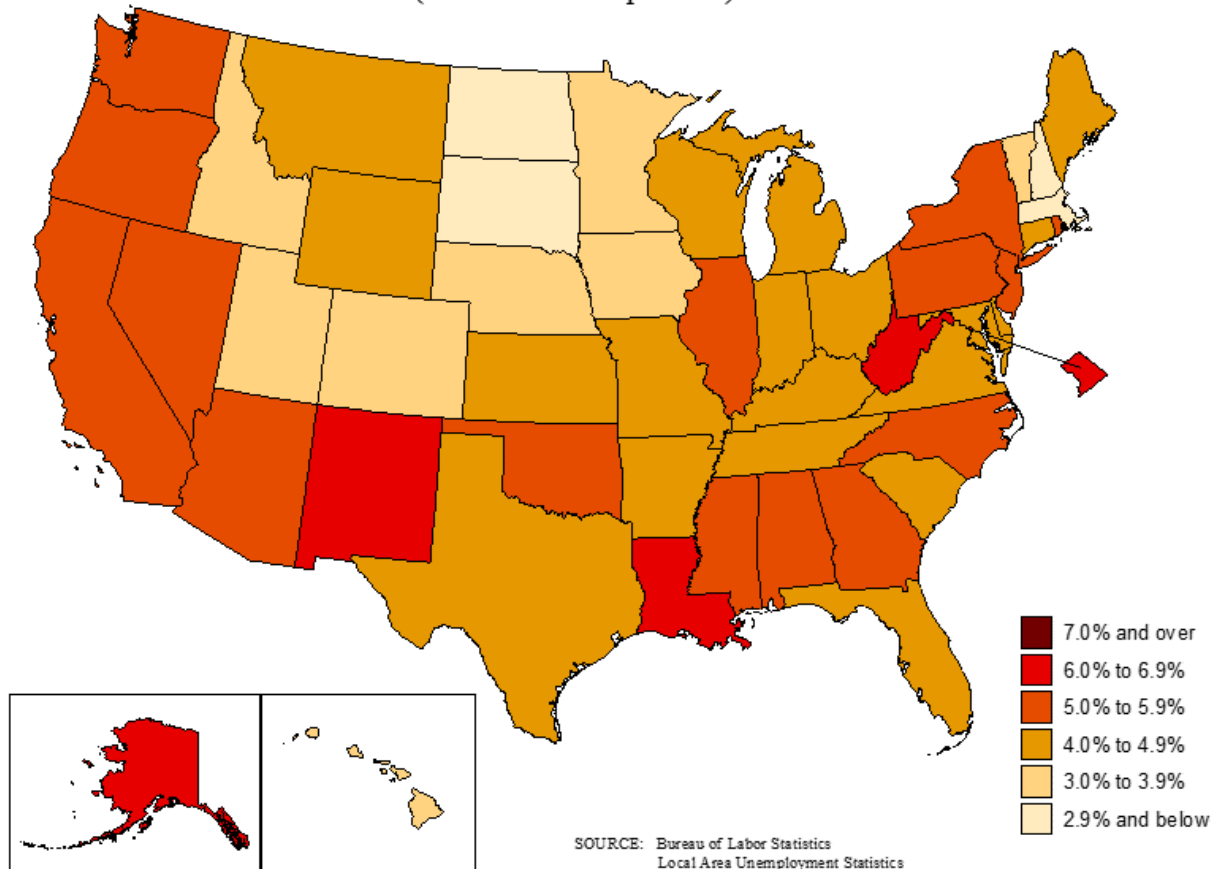 7.0% and over
6.0% to 6.9%
5.0% to 5.9%
4.0% to 4.9%
3.0% to 3.9%
2.9% and below
SOURCE: Bureau of Labor Statistics
Local Area Unemployment Statistics